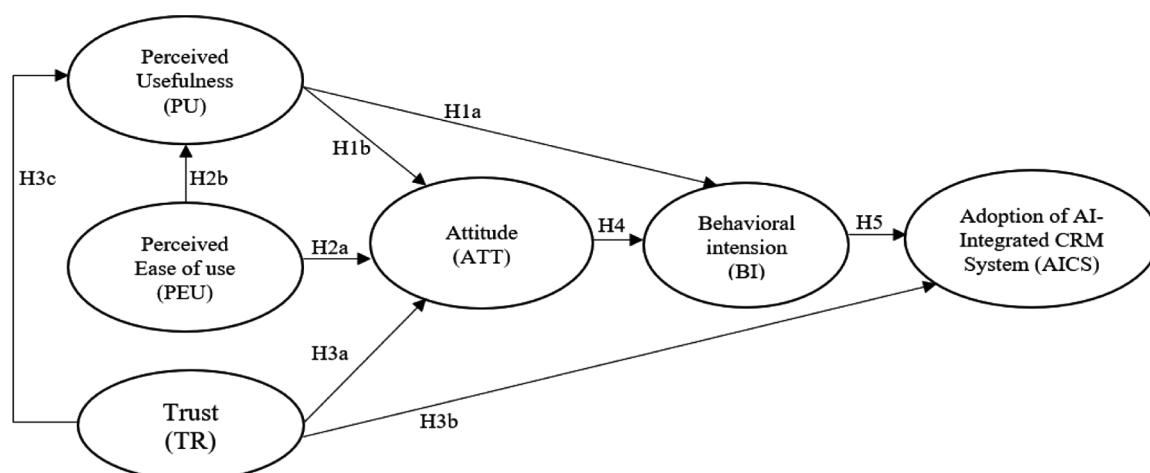 Perceived
Usefulness
(PU)
H1a
H1b
H3c
H2b
Perceived
Ease of use
(PEU)
H2a
Attitude
(ATT)
H4
Behavioral
intension
(BI)
H5
Adoption of AI-
Integrated CRM
System (AICS)
H3a
Trust
(TR)
H3b